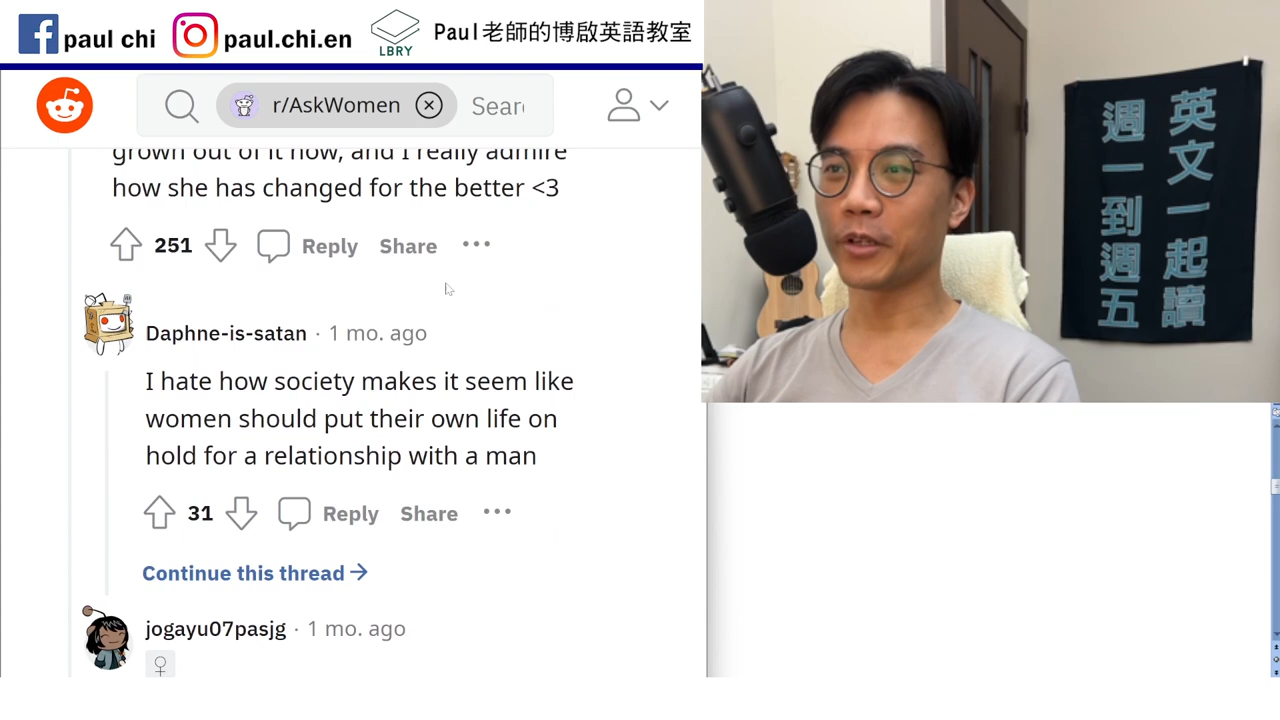 paul chi
paul.chi.en
LBRY
Paul老師的博啟英語教室
r/AskWomen
Sear
grown out of it now, and I really admire
how she has changed for the better <3
251
Reply
Share
Daphne-is-satan · 1 mo. ago
I hate how society makes it seem like
women should put their own life on
hold for a relationship with a man
31
Reply
Share
Continue this thread →
jogayu07pasjg · 1 mo. ago
英文一起讀
週一到週五